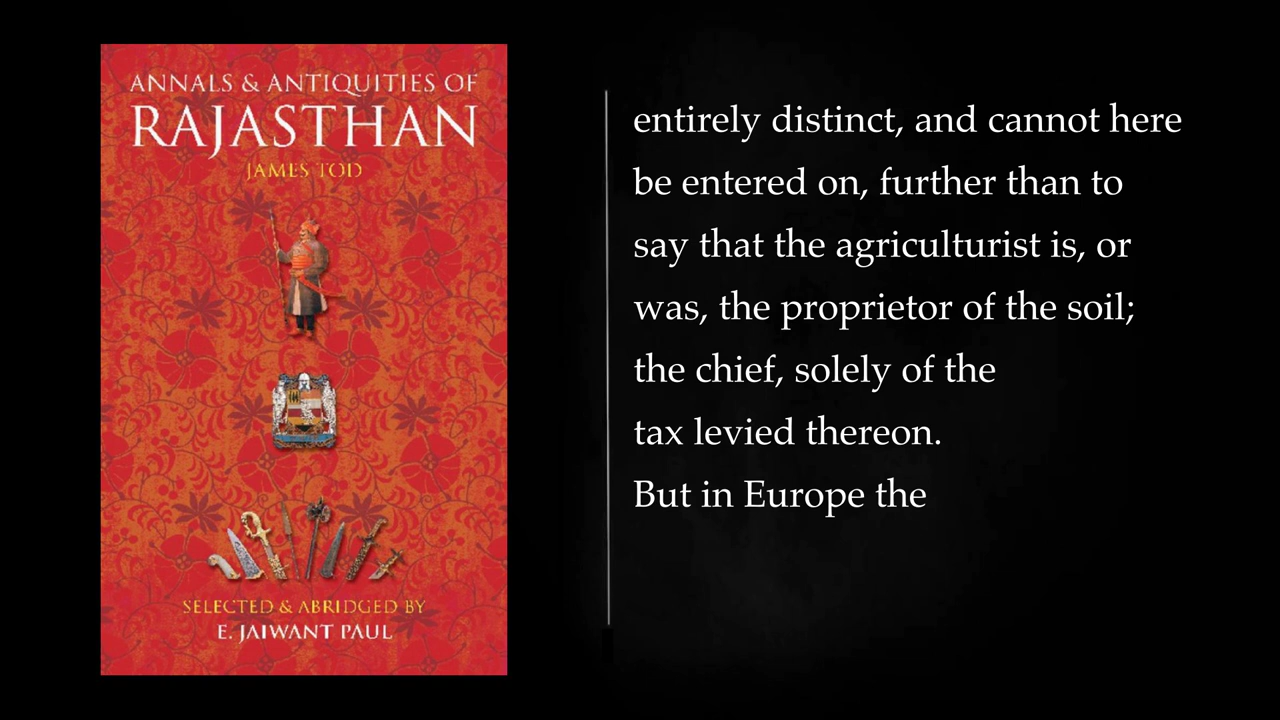 ANNALS & ANTIQUITIES OF
RAJASTHAN
JAMES TOD
SELECTED & ABRIDGED BY
E. JAIWANT PAUL
entirely distinct, and cannot here
be entered on, further than to
say that the agriculturist is, or
was, the proprietor of the soil;
the chief, solely of the
tax levied thereon.
But in Europe the